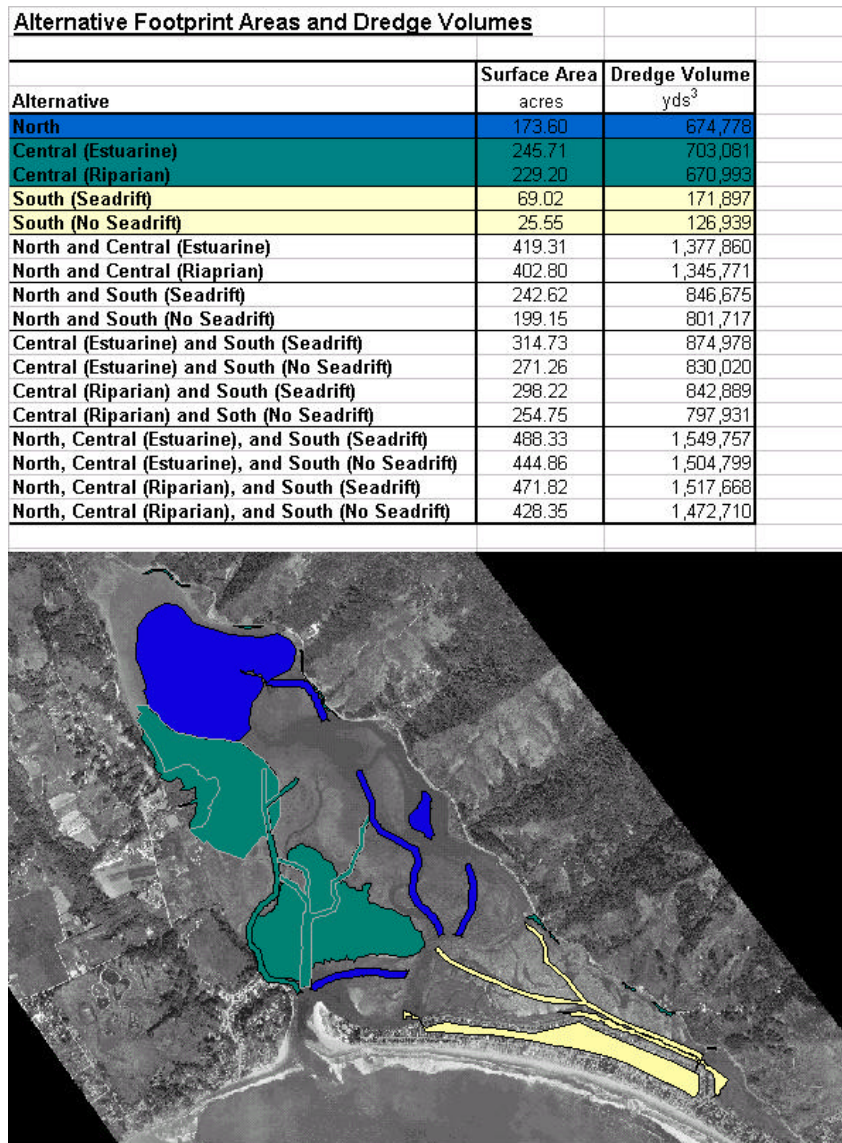 Alternative Footprint Areas and Dredge Volumes
Surface Area Dredge Volume
Alternative acres yds³
North 173.60 674,778
Central (Estuarine) 245.71 703,081
Central (Riparian) 229.20 670,993
South (Seadrift) 69.02 171,897
South (No Seadrift) 25.55 126,939
North and Central (Estuarine) 419.31 1,377,860
North and Central (Riaprian) 402.80 1,345,771
North and South (Seadrift) 242.62 846,675
North and South (No Seadrift) 199.15 801,717
Central (Estuarine) and South (Seadrift) 314.73 874,978
Central (Estuarine) and South (No Seadrift) 271.26 830,020
Central (Riparian) and South (Seadrift) 298.22 842,889
Central (Riparian) and Soth (No Seadrift) 254.75 797,931
North, Central (Estuarine), and South (Seadrift) 488.33 1,549,757
North, Central (Estuarine), and South (No Seadrift) 444.86 1,504,799
North, Central (Riparian), and South (Seadrift) 471.82 1,517,668
North, Central (Riparian), and South (No Seadrift) 428.35 1,472,710